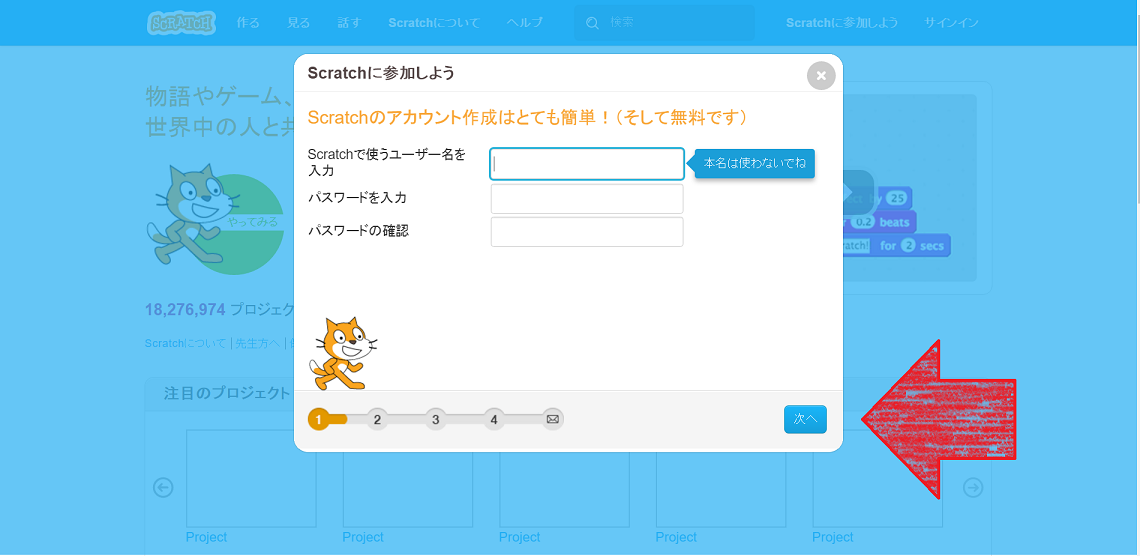 SCRATCH 作る 見る 話す Scratchについて ヘルプ 検索 Scratchに参加しよう サインイン
Scratchに参加しよう
物語やゲーム、
世界中の人と共
Scratchのアカウント作成はとても簡単！（そして無料です）
Scratchで使うユーザー名を
入力
本名は使わないでね
パスワードを入力
パスワードの確認
やってみる
by 25
0.2 beats
ratch! for 2 secs
18,276,974 プロジェク
Scratchについて | 先生方へ |
注目のプロジェクト
1 2 3 4
次へ
Project Project Project Project Project